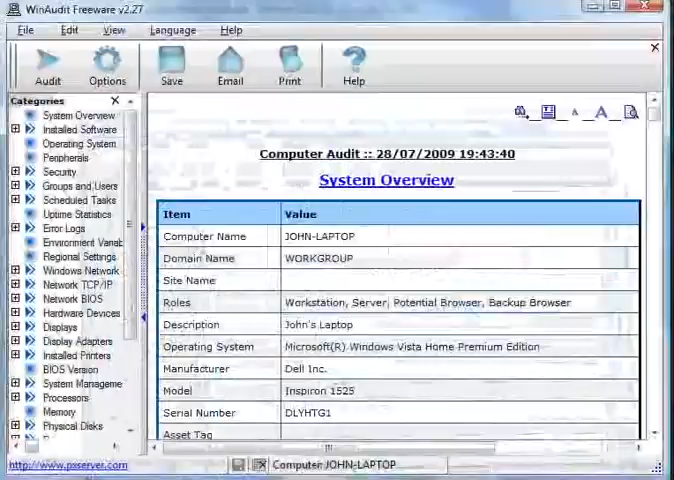 WinAudit Freeware v2.27
File Edit View Language Help
Audit Options Save Email Print Help
Categories
System Overview
Installed Software
Operating System
Peripherals
Security
Groups and Users
Scheduled Tasks
Uptime Statistics
Error Logs
Environment Variab
Regional Settings
Windows Network
Network TCP/IP
Network BIOS
Hardware Devices
Displays
Display Adapters
Installed Printers
BIOS Version
System Manageme
Processors
Memory
Physical Disks
A A
Computer Audit :: 28/07/2009 19:43:40
System Overview
Item Value
Computer Name JOHN-LAPTOP
Domain Name WORKGROUP
Site Name
Roles Workstation, Server, Potential Browser, Backup Browser
Description John's Laptop
Operating System Microsoft(R) Windows Vista Home Premium Edition
Manufacturer Dell Inc.
Model Inspiron 1525
Serial Number DLYHTG1
Asset Tag
http://www.pxserver.com
Computer: JOHN-LAPTOP